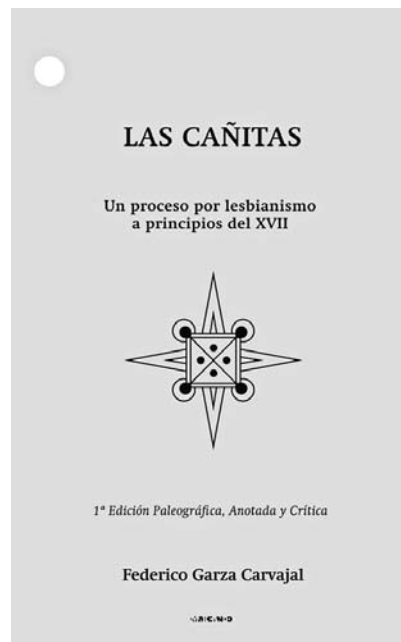 LAS CAÑITAS
Un proceso por lesbianismo
a principios del XVII
1ª Edición Paleográfica, Anotada y Crítica
Federico Garza Carvajal